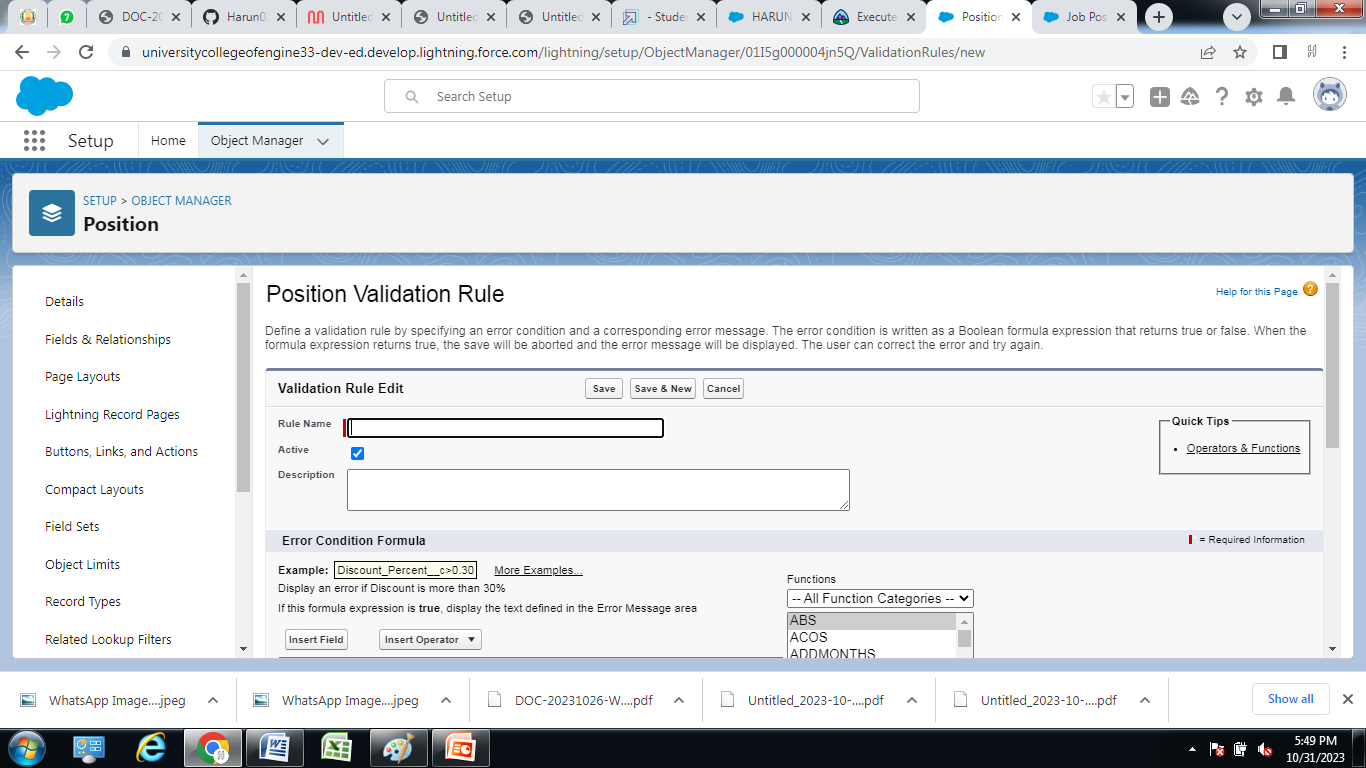 DOC-20
Harun0
Untitled
Untitled
Untitled
- Studen
HARUN
Execute
Position
Job Pos
universitycollegeofengine33-dev-ed.develop.lightning.force.com/lightning/setup/ObjectManager/01I5g000004jn5Q/ValidationRules/new
Search Setup
Setup
Home
Object Manager
SETUP > OBJECT MANAGER
Position
Details
Fields & Relationships
Page Layouts
Lightning Record Pages
Buttons, Links, and Actions
Compact Layouts
Field Sets
Object Limits
Record Types
Related Lookup Filters
Position Validation Rule
Help for this Page ?
Define a validation rule by specifying an error condition and a corresponding error message. The error condition is written as a Boolean formula expression that returns true or false. When the
formula expression returns true, the save will be aborted and the error message will be displayed. The user can correct the error and try again.
Validation Rule Edit Save Save & New Cancel
Rule Name
Active
Description
Quick Tips
• Operators & Functions
Error Condition Formula = Required Information
Example: Discount_Percent__c>0.30 More Examples...
Display an error if Discount is more than 30%
If this formula expression is true, display the text defined in the Error Message area
Insert Field Insert Operator
Functions
-- All Function Categories --
ABS
ACOS
ADDMONTHS
WhatsApp Image....jpeg
WhatsApp Image....jpeg
DOC-20231026-W....pdf
Untitled_2023-10-....pdf
Untitled_2023-10-....pdf
Show all
5:49 PM
10/31/2023